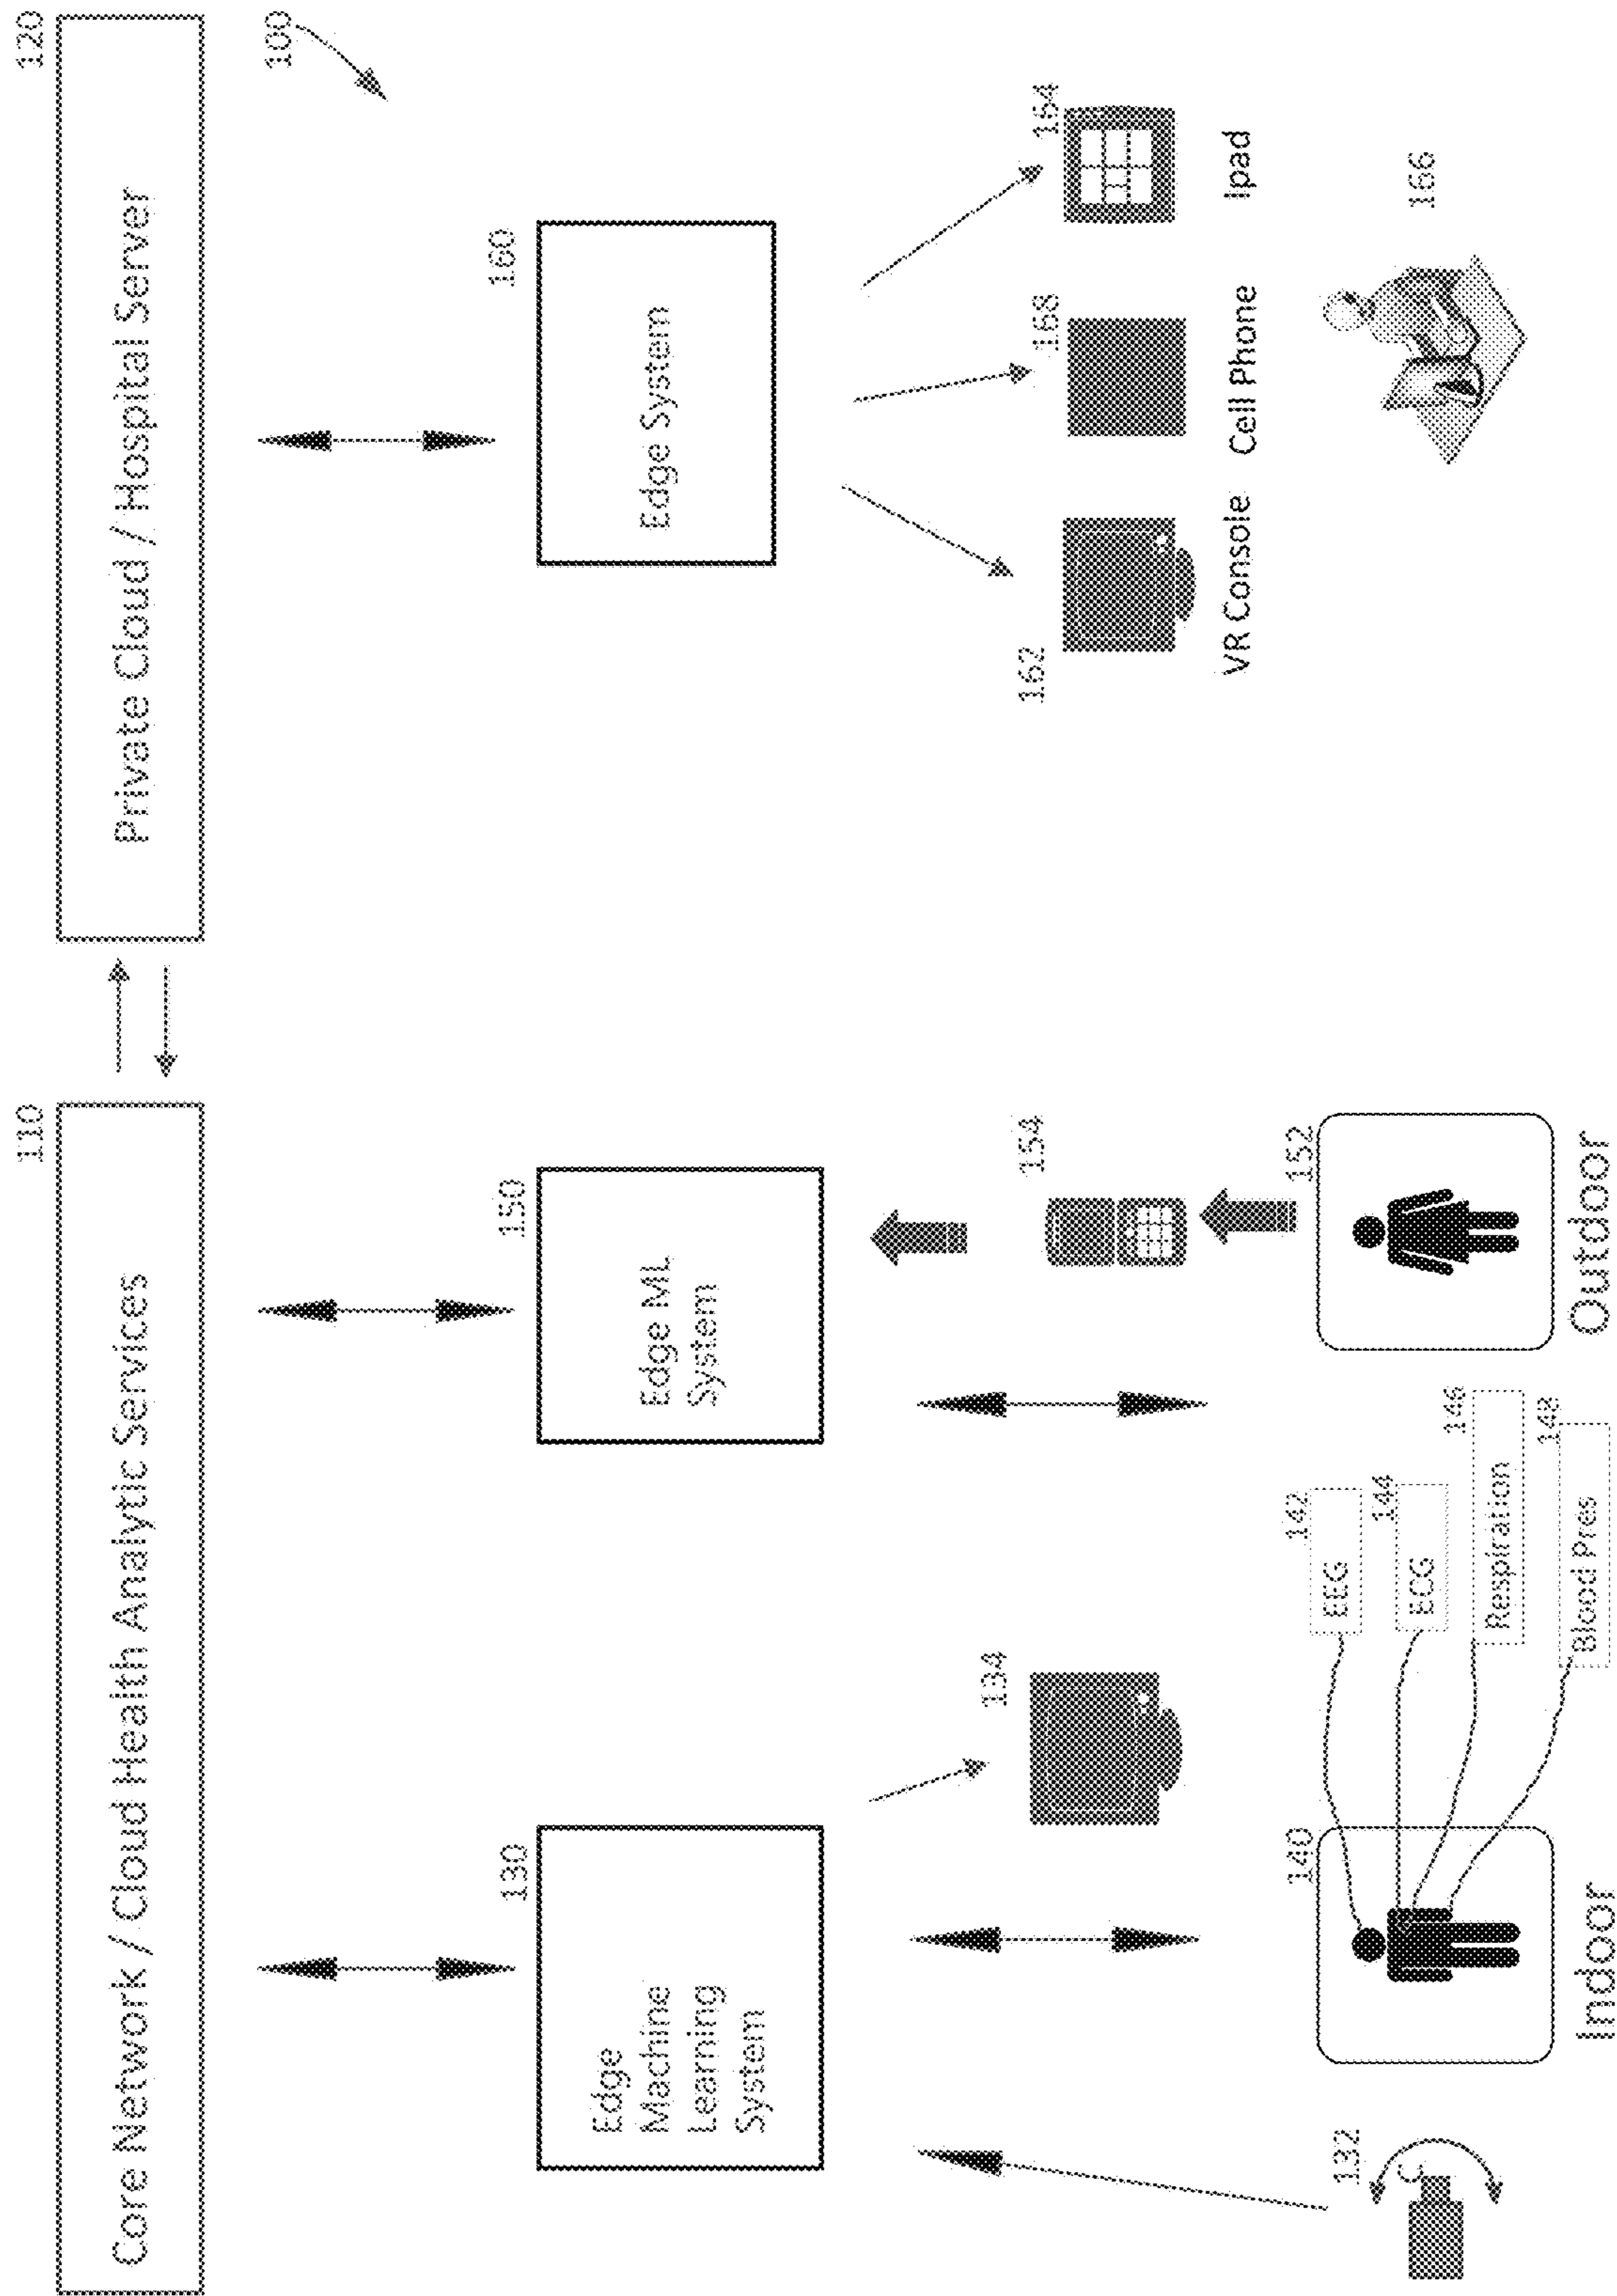 110
Core Network / Cloud Health Analytic Services
120
Private Cloud / Hospital Server
100
130
Edge
Machine
Learning
System
150
Edge ML
System
160
Edge System
134
154
162
168
164
VR Console
Cell Phone
Ipad
132
C
140
142
EEG
144
ECG
146
Respiration
148
Blood Pres
152
166
Indoor
Outdoor